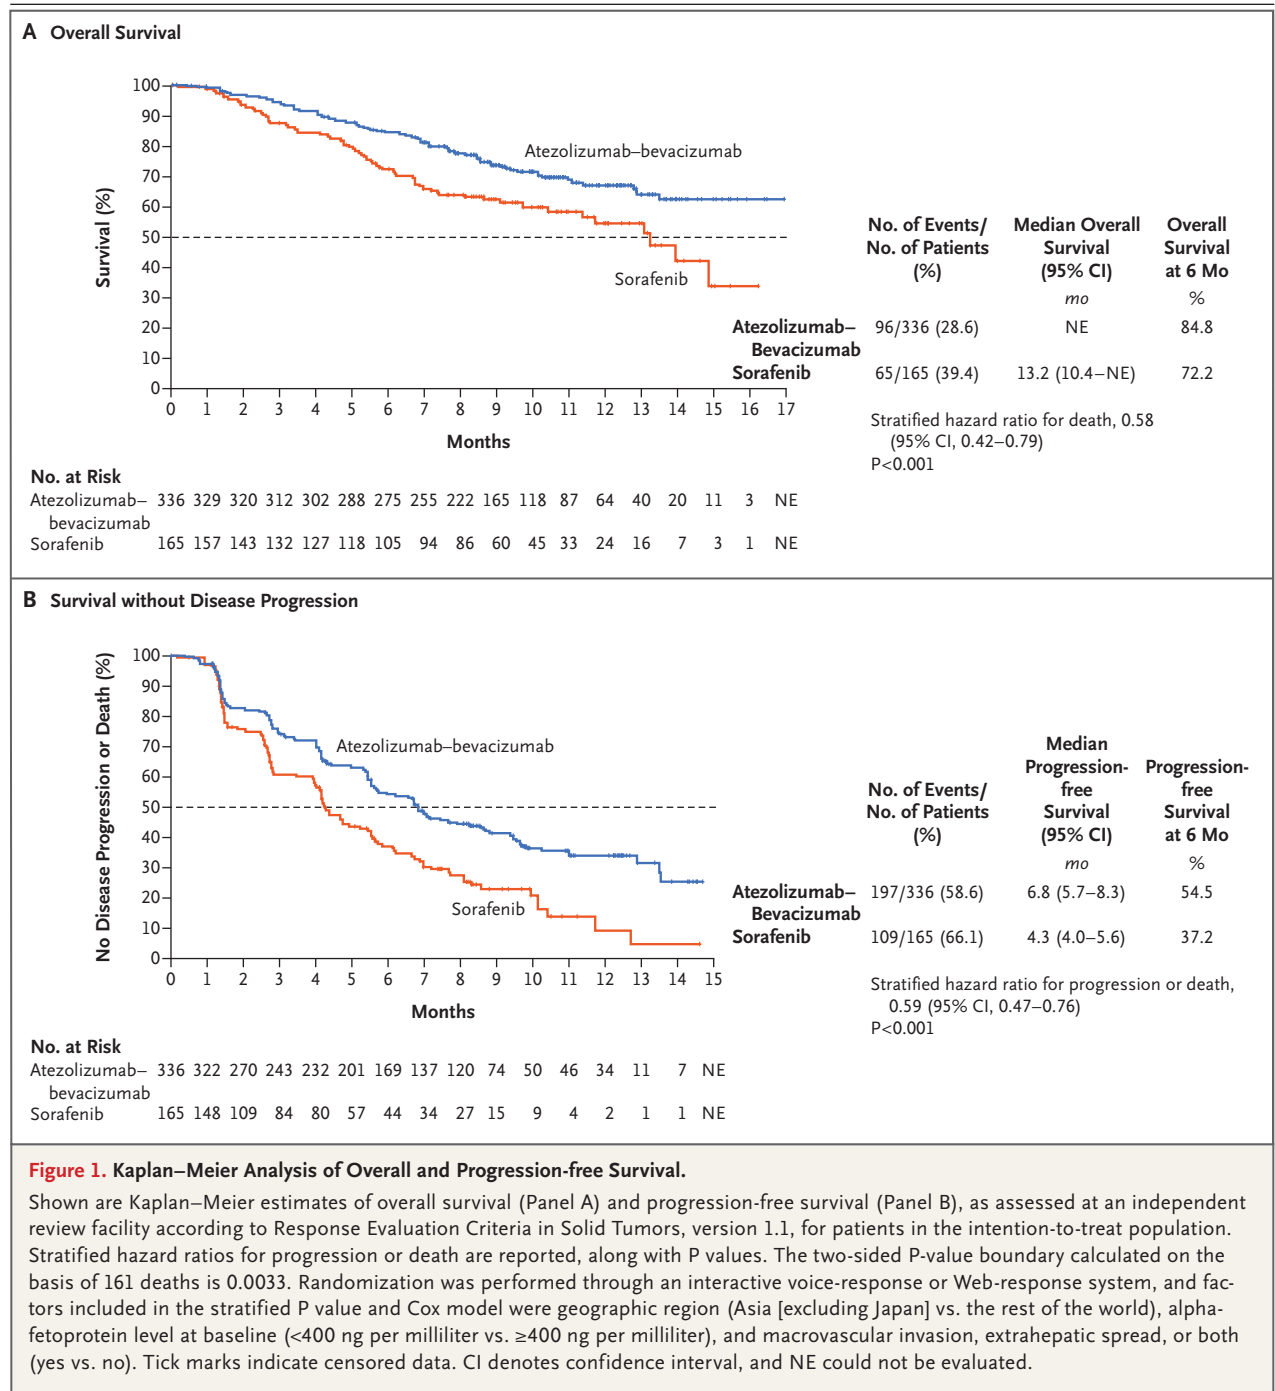 A Overall Survival
100
90
80
70
60
50
40
30
20
10
0
Survival (%)
Atezolizumab–bevacizumab
Sorafenib
0 1 2 3 4 5 6 7 8 9 10 11 12 13 14 15 16 17
Months
No. of Events/ Median Overall Overall
No. of Patients Survival Survival
(%) (95% CI) at 6 Mo
mo %
Atezolizumab– 96/336 (28.6) NE 84.8
Bevacizumab
Sorafenib 65/165 (39.4) 13.2 (10.4–NE) 72.2
Stratified hazard ratio for death, 0.58
(95% CI, 0.42–0.79)
P<0.001
No. at Risk
Atezolizumab– 336 329 320 312 302 288 275 255 222 165 118 87 64 40 20 11 3 NE
bevacizumab
Sorafenib 165 157 143 132 127 118 105 94 86 60 45 33 24 16 7 3 1 NE
B Survival without Disease Progression
100
90
80
70
60
50
40
30
20
10
0
No Disease Progression or Death (%)
Atezolizumab–bevacizumab
Sorafenib
0 1 2 3 4 5 6 7 8 9 10 11 12 13 14 15
Months
Median
Progression- Progression-
No. of Events/ free free
No. of Patients Survival Survival
(%) (95% CI) at 6 Mo
mo %
Atezolizumab– 197/336 (58.6) 6.8 (5.7–8.3) 54.5
Bevacizumab
Sorafenib 109/165 (66.1) 4.3 (4.0–5.6) 37.2
Stratified hazard ratio for progression or death,
0.59 (95% CI, 0.47–0.76)
P<0.001
No. at Risk
Atezolizumab– 336 322 270 243 232 201 169 137 120 74 50 46 34 11 7 NE
bevacizumab
Sorafenib 165 148 109 84 80 57 44 34 27 15 9 4 2 1 1 NE
Figure 1. Kaplan–Meier Analysis of Overall and Progression-free Survival.
Shown are Kaplan–Meier estimates of overall survival (Panel A) and progression-free survival (Panel B), as assessed at an independent
review facility according to Response Evaluation Criteria in Solid Tumors, version 1.1, for patients in the intention-to-treat population.
Stratified hazard ratios for progression or death are reported, along with P values. The two-sided P-value boundary calculated on the
basis of 161 deaths is 0.0033. Randomization was performed through an interactive voice-response or Web-response system, and fac-
tors included in the stratified P value and Cox model were geographic region (Asia [excluding Japan] vs. the rest of the world), alpha-
fetoprotein level at baseline (<400 ng per milliliter vs. ≥400 ng per milliliter), and macrovascular invasion, extrahepatic spread, or both
(yes vs. no). Tick marks indicate censored data. CI denotes confidence interval, and NE could not be evaluated.